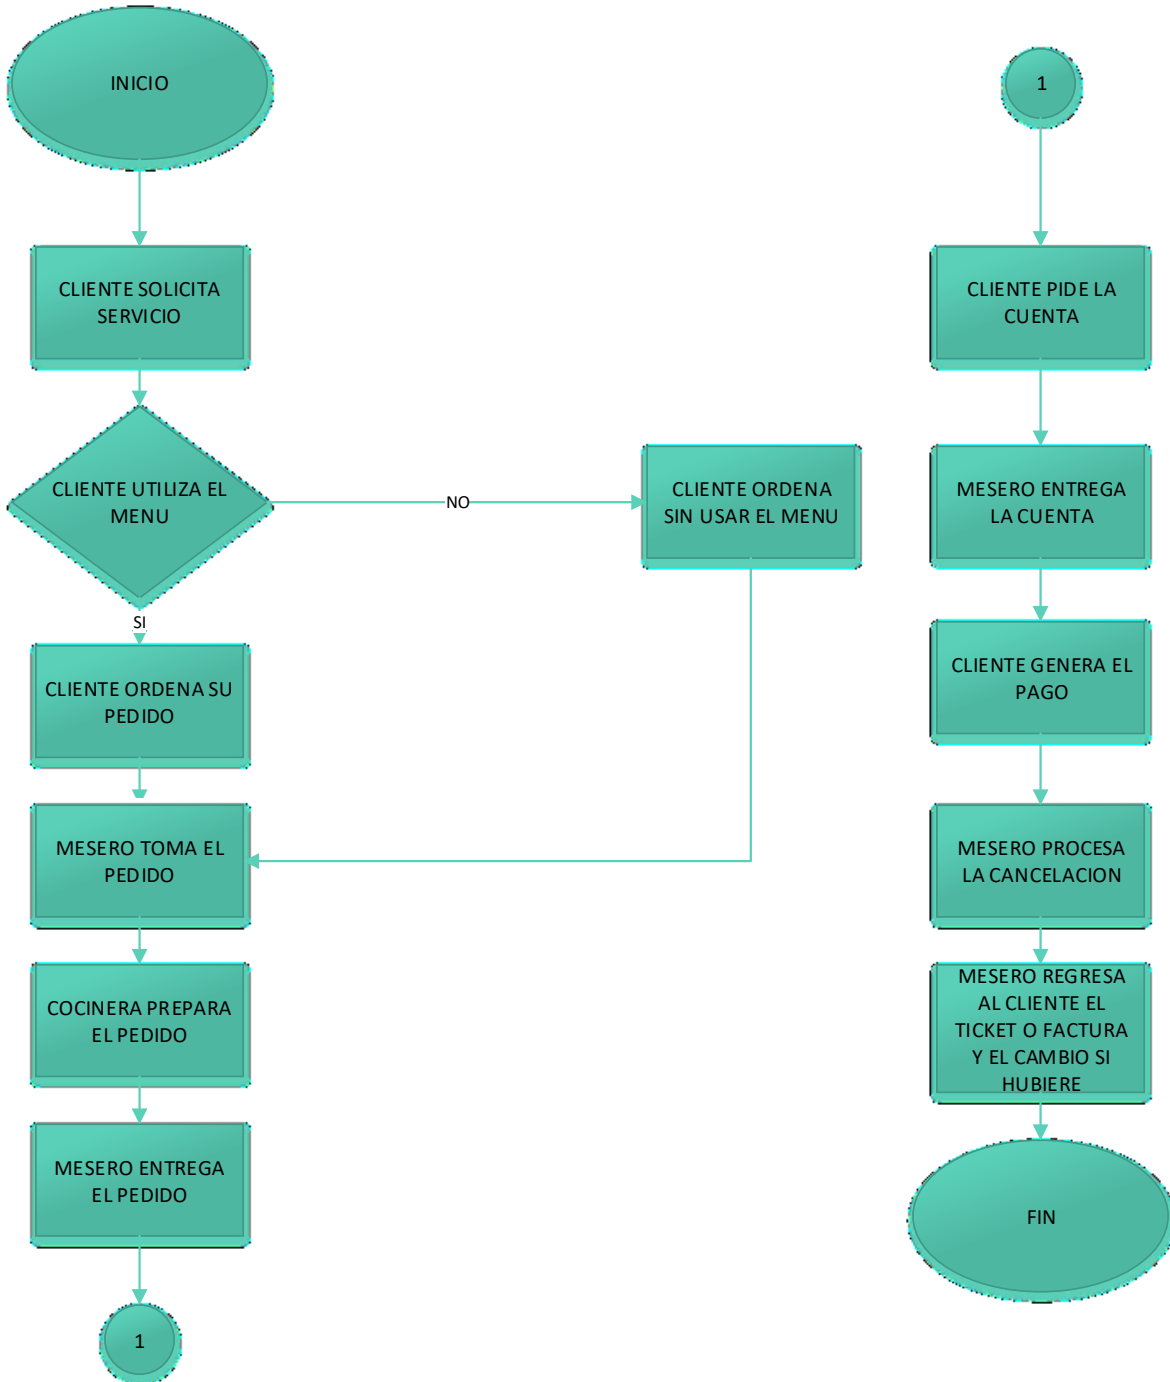 INICIO
CLIENTE SOLICITA
SERVICIO
CLIENTE UTILIZA EL
MENU
NO
CLIENTE ORDENA
SIN USAR EL MENU
SI
CLIENTE ORDENA SU
PEDIDO
MESERO TOMA EL
PEDIDO
COCINERA PREPARA
EL PEDIDO
MESERO ENTREGA
EL PEDIDO
1
1
CLIENTE PIDE LA
CUENTA
MESERO ENTREGA
LA CUENTA
CLIENTE GENERA EL
PAGO
MESERO PROCESA
LA CANCELACION
MESERO REGRESA
AL CLIENTE EL
TICKET O FACTURA
Y EL CAMBIO SI
HUBIERE
FIN